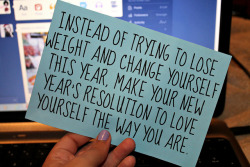 INSTEAD OF TRYING TO LOSE
WEIGHT AND CHANGE YOURSELF
THIS YEAR, MAKE YOUR NEW
YEAR'S RESOLUTION TO LOVE
YOURSELF THE WAY YOU ARE.